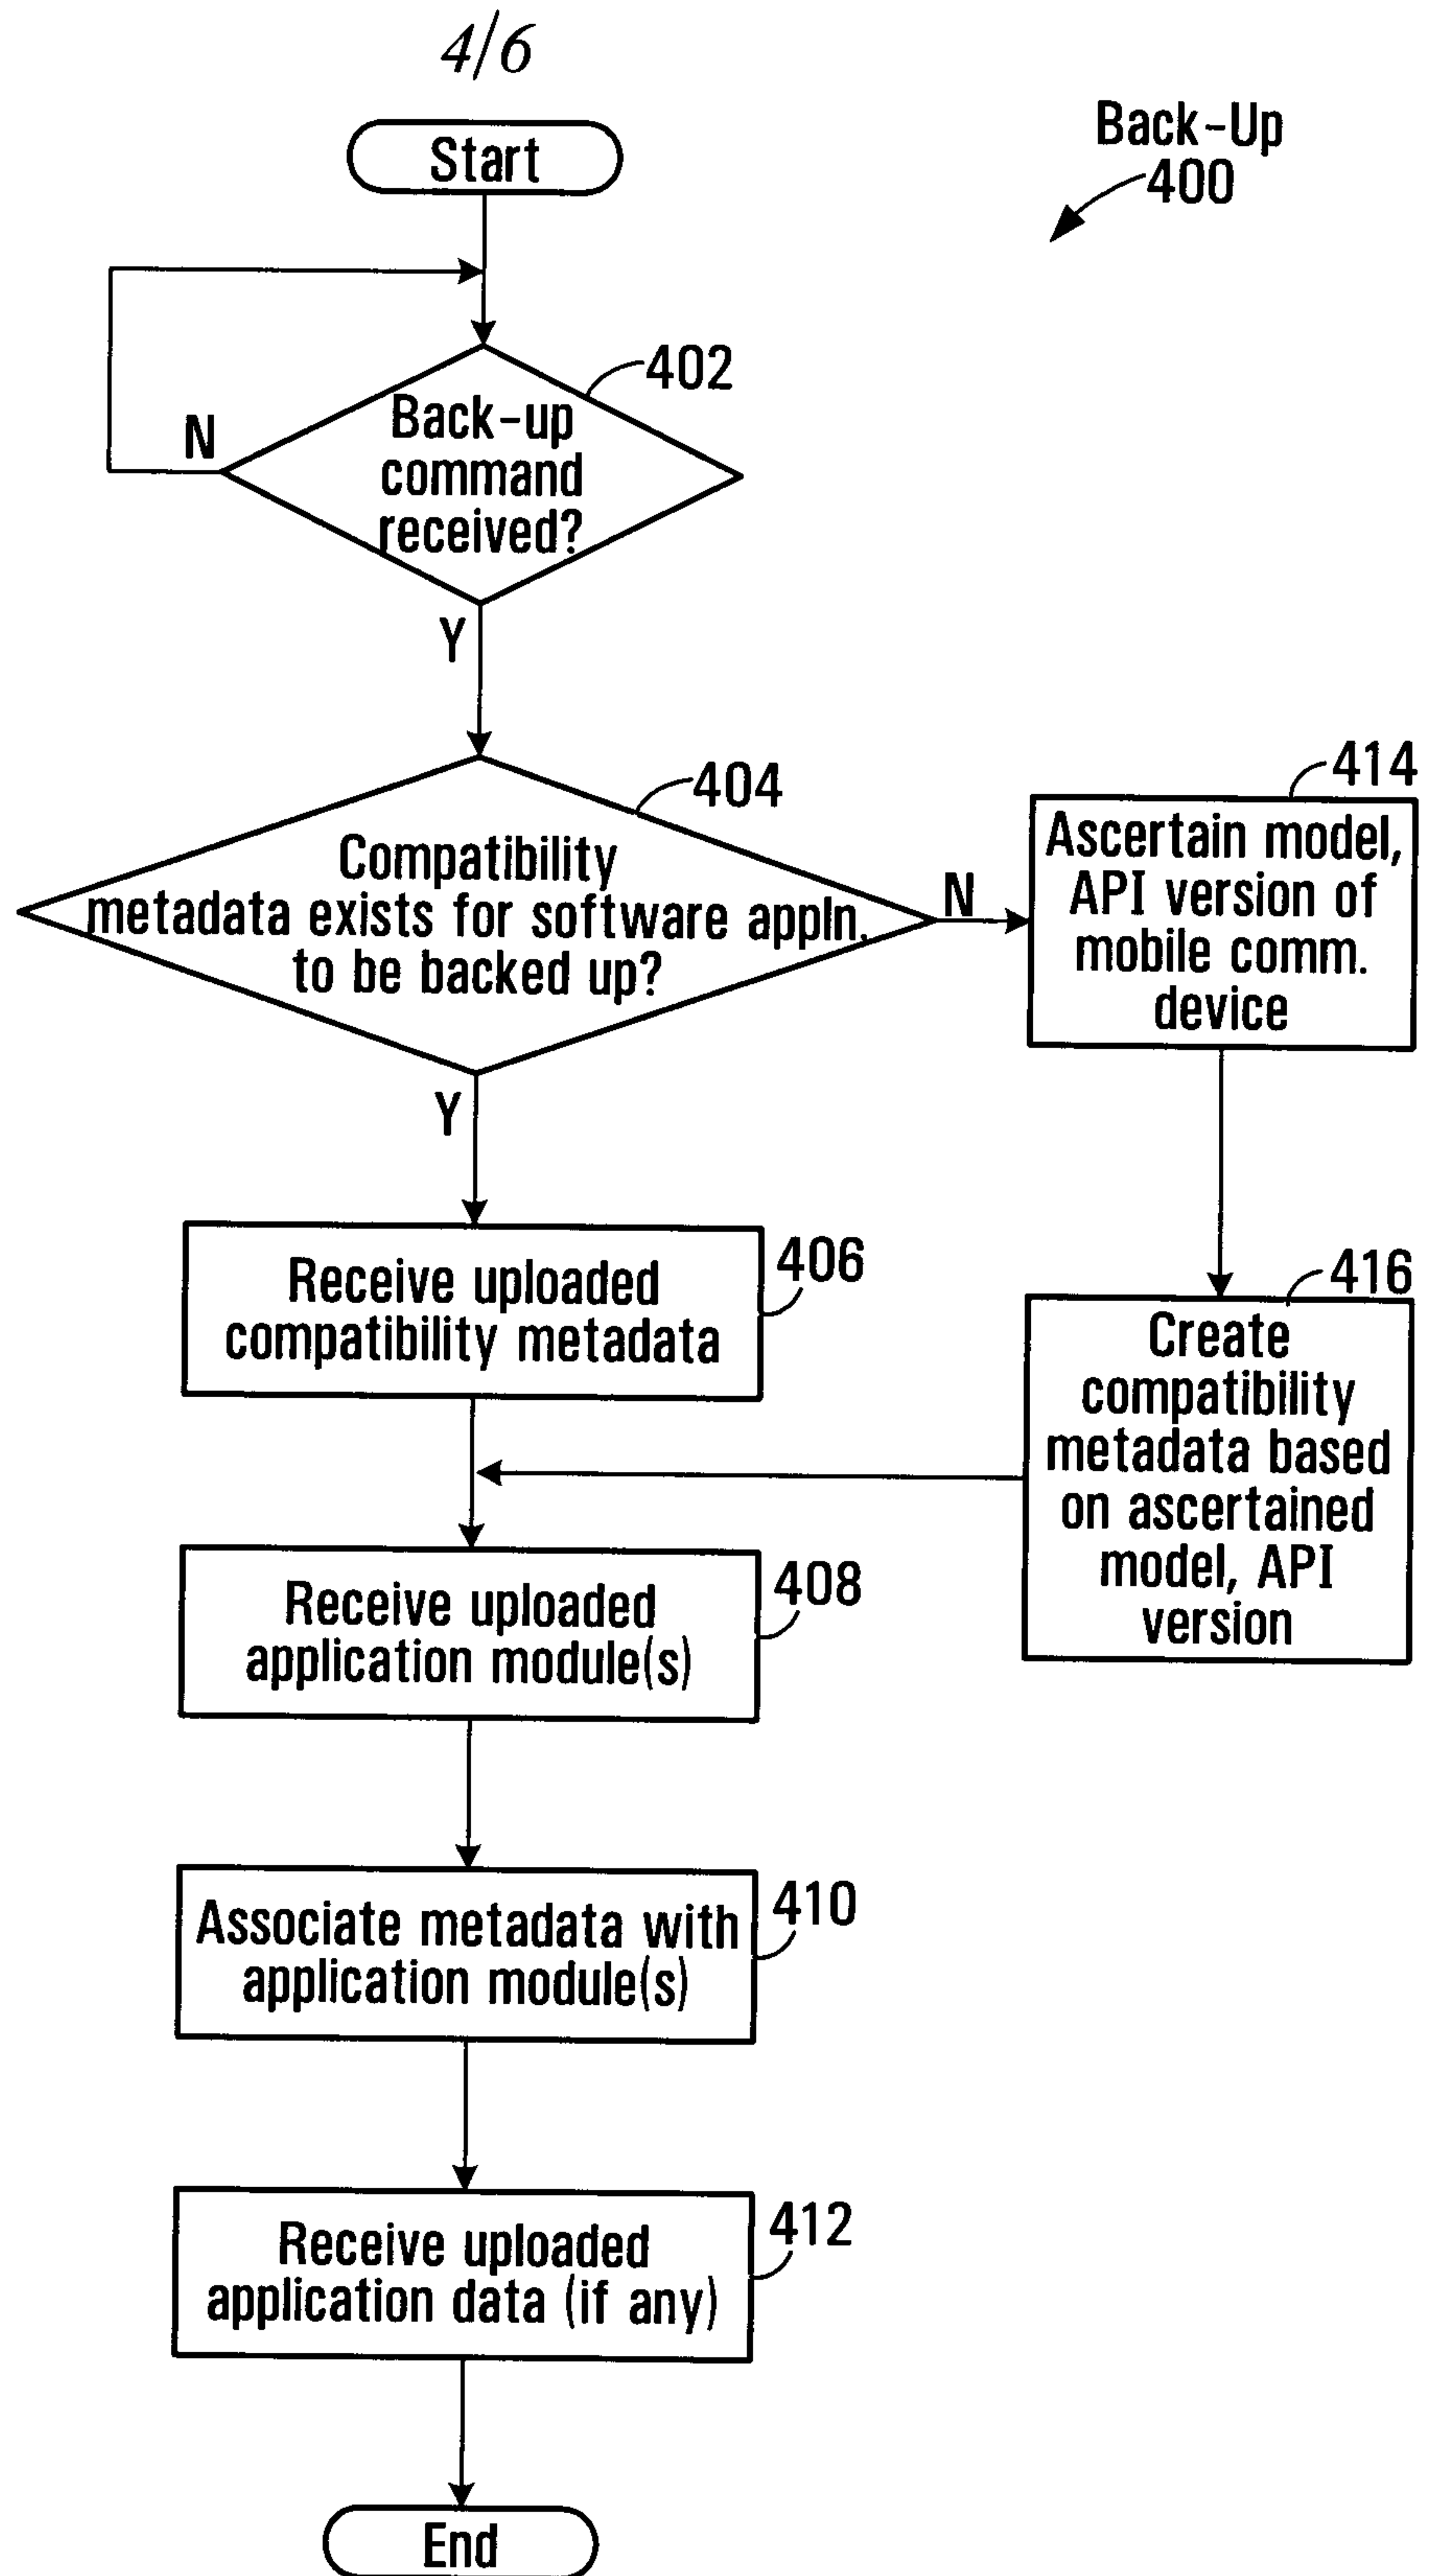 4/6
Start
Back-Up
400
402
Back-up
command
received?
N
Y
404
Compatibility
metadata exists for software appln.
to be backed up?
N
Y
414
Ascertain model,
API version of
mobile comm.
device
406
Receive uploaded
compatibility metadata
416
Create
compatibility
metadata based
on ascertained
model, API
version
408
Receive uploaded
application module(s)
410
Associate metadata with
application module(s)
412
Receive uploaded
application data (if any)
End